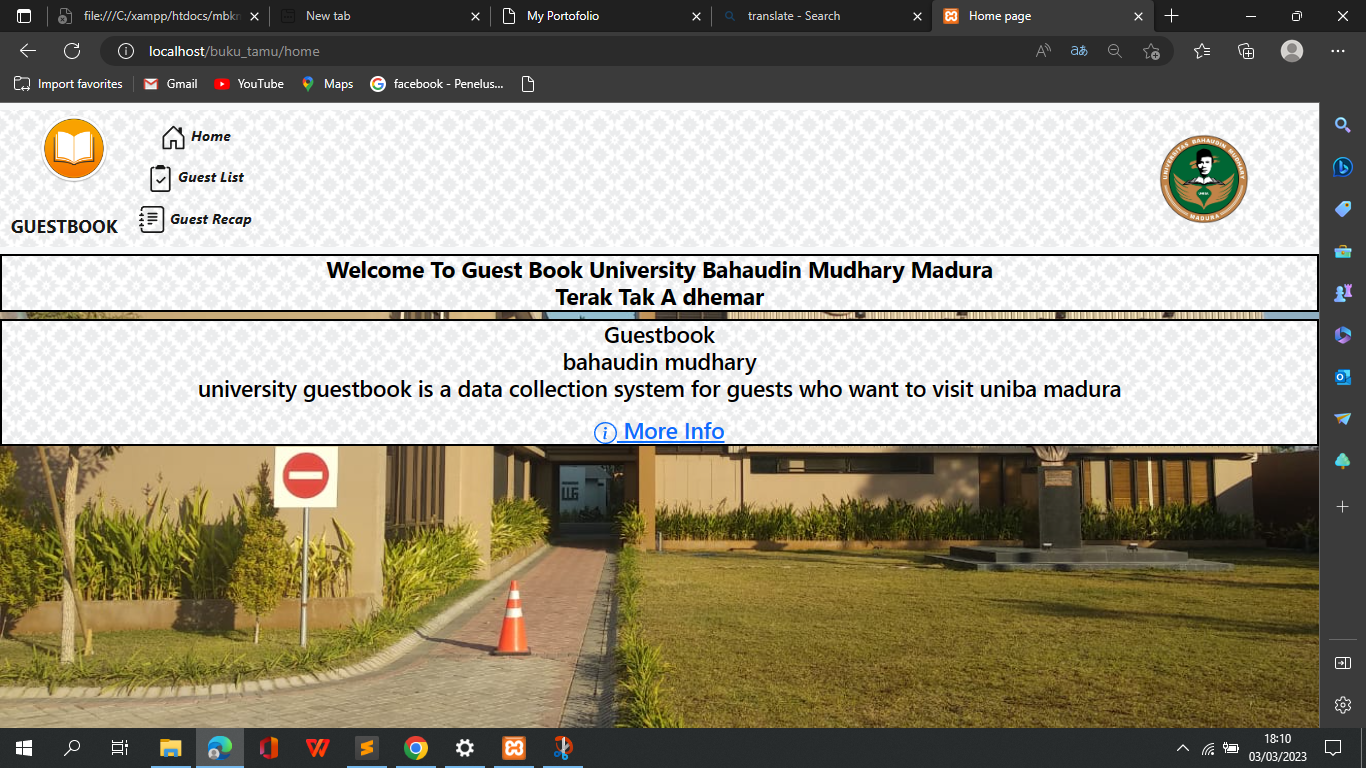 file:///C:/xampp/htdocs/mbkm
New tab
My Portofolio
translate - Search
Home page
localhost/buku_tamu/home
Import favorites
Gmail
YouTube
Maps
facebook - Penelus...
Home
Guest List
GUESTBOOK
Guest Recap
UNIVERSITAS BAHAUDIN MUDHARY
MADURA
Welcome To Guest Book University Bahaudin Mudhary Madura
Terak Tak A dhemar
Guestbook
bahaudin mudhary
university guestbook is a data collection system for guests who want to visit uniba madura
More Info
18:10
03/03/2023